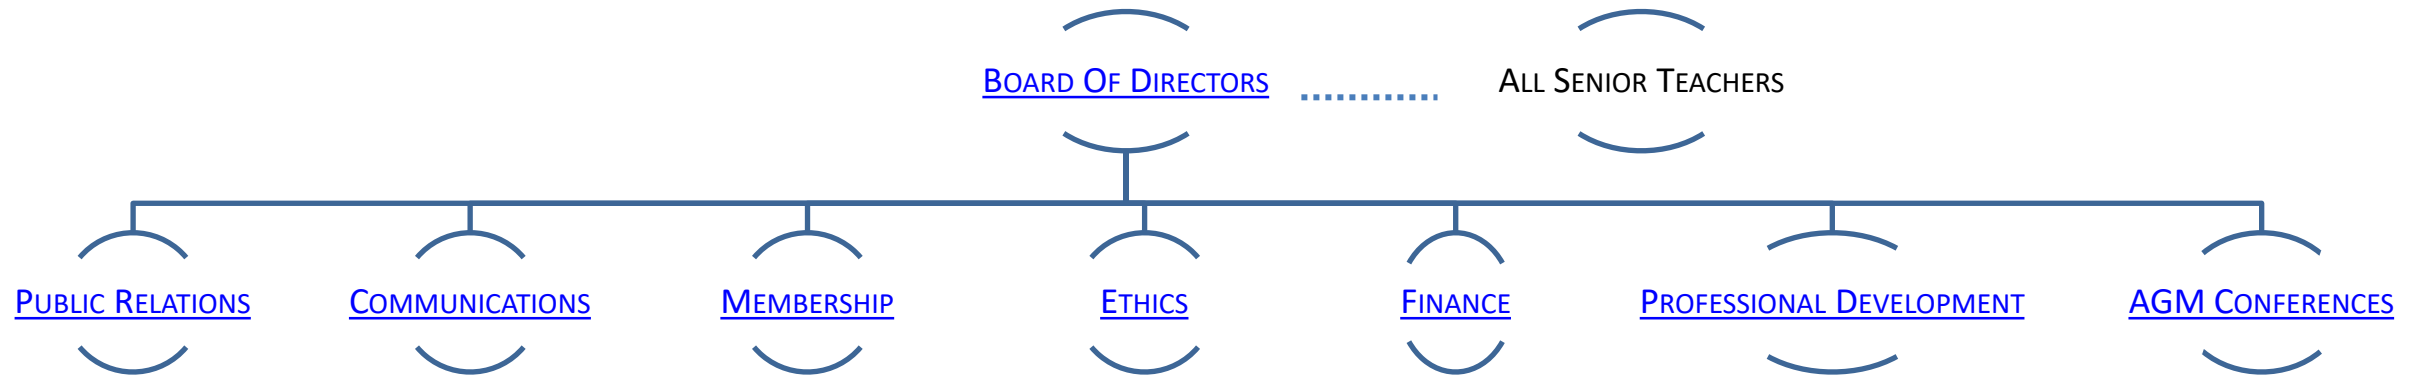 Board Of Directors
All Senior Teachers
Public Relations
Communications
Membership
Ethics
Finance
Professional Development
AGM Conferences